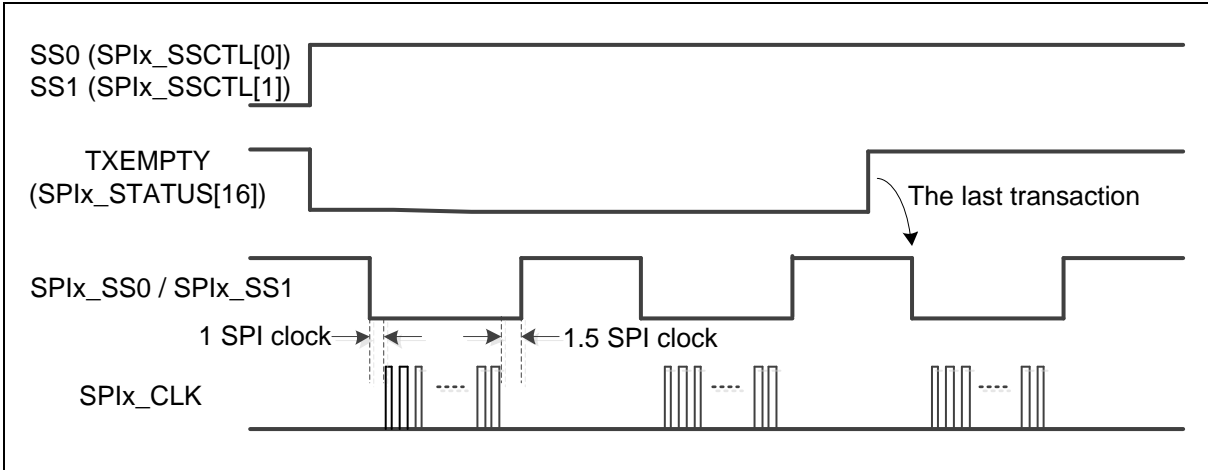 SS0 (SPIx_SSCTL[0])
SS1 (SPIx_SSCTL[1])
TXEMPTY
(SPIx_STATUS[16])
The last transaction
SPIx_SS0 / SPIx_SS1
1 SPI clock
1.5 SPI clock
SPIx_CLK